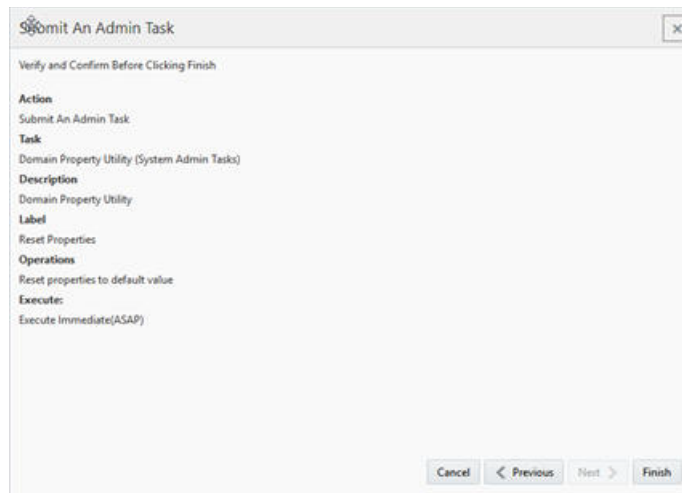 Submit An Admin Task
Verify and Confirm Before Clicking Finish
Action
Submit An Admin Task
Task
Domain Property Utility (System Admin Tasks)
Description
Domain Property Utility
Label
Reset Properties
Operations
Reset properties to default value
Execute:
Execute Immediate(ASAP)
Cancel Previous Next Finish